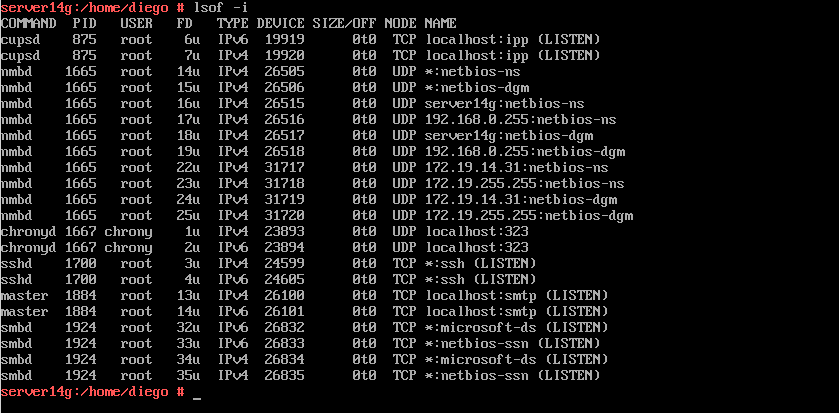 server14g:/home/diego # lsof -i
COMMAND  PID   USER   FD   TYPE DEVICE SIZE/OFF NODE NAME
cupsd    875   root    6u  IPv6  19919      0t0  TCP localhost:ipp (LISTEN)
cupsd    875   root    7u  IPv4  19920      0t0  TCP localhost:ipp (LISTEN)
nmbd    1665   root   14u  IPv4  26505      0t0  UDP *:netbios-ns
nmbd    1665   root   15u  IPv4  26506      0t0  UDP *:netbios-dgm
nmbd    1665   root   16u  IPv4  26515      0t0  UDP server14g:netbios-ns
nmbd    1665   root   17u  IPv4  26516      0t0  UDP 192.168.0.255:netbios-ns
nmbd    1665   root   18u  IPv4  26517      0t0  UDP server14g:netbios-dgm
nmbd    1665   root   19u  IPv4  26518      0t0  UDP 192.168.0.255:netbios-dgm
nmbd    1665   root   22u  IPv4  31717      0t0  UDP 172.19.14.31:netbios-ns
nmbd    1665   root   23u  IPv4  31718      0t0  UDP 172.19.255.255:netbios-ns
nmbd    1665   root   24u  IPv4  31719      0t0  UDP 172.19.14.31:netbios-dgm
nmbd    1665   root   25u  IPv4  31720      0t0  UDP 172.19.255.255:netbios-dgm
chronyd 1667 chrony    1u  IPv4  23893      0t0  UDP localhost:323
chronyd 1667 chrony    2u  IPv6  23894      0t0  UDP localhost:323
sshd    1700   root    3u  IPv4  24599      0t0  TCP *:ssh (LISTEN)
sshd    1700   root    4u  IPv6  24605      0t0  TCP *:ssh (LISTEN)
master  1884   root   13u  IPv4  26100      0t0  TCP localhost:smtp (LISTEN)
master  1884   root   14u  IPv6  26101      0t0  TCP localhost:smtp (LISTEN)
smbd    1924   root   32u  IPv6  26832      0t0  TCP *:microsoft-ds (LISTEN)
smbd    1924   root   33u  IPv6  26833      0t0  TCP *:netbios-ssn (LISTEN)
smbd    1924   root   34u  IPv4  26834      0t0  TCP *:microsoft-ds (LISTEN)
smbd    1924   root   35u  IPv4  26835      0t0  TCP *:netbios-ssn (LISTEN)
server14g:/home/diego # _